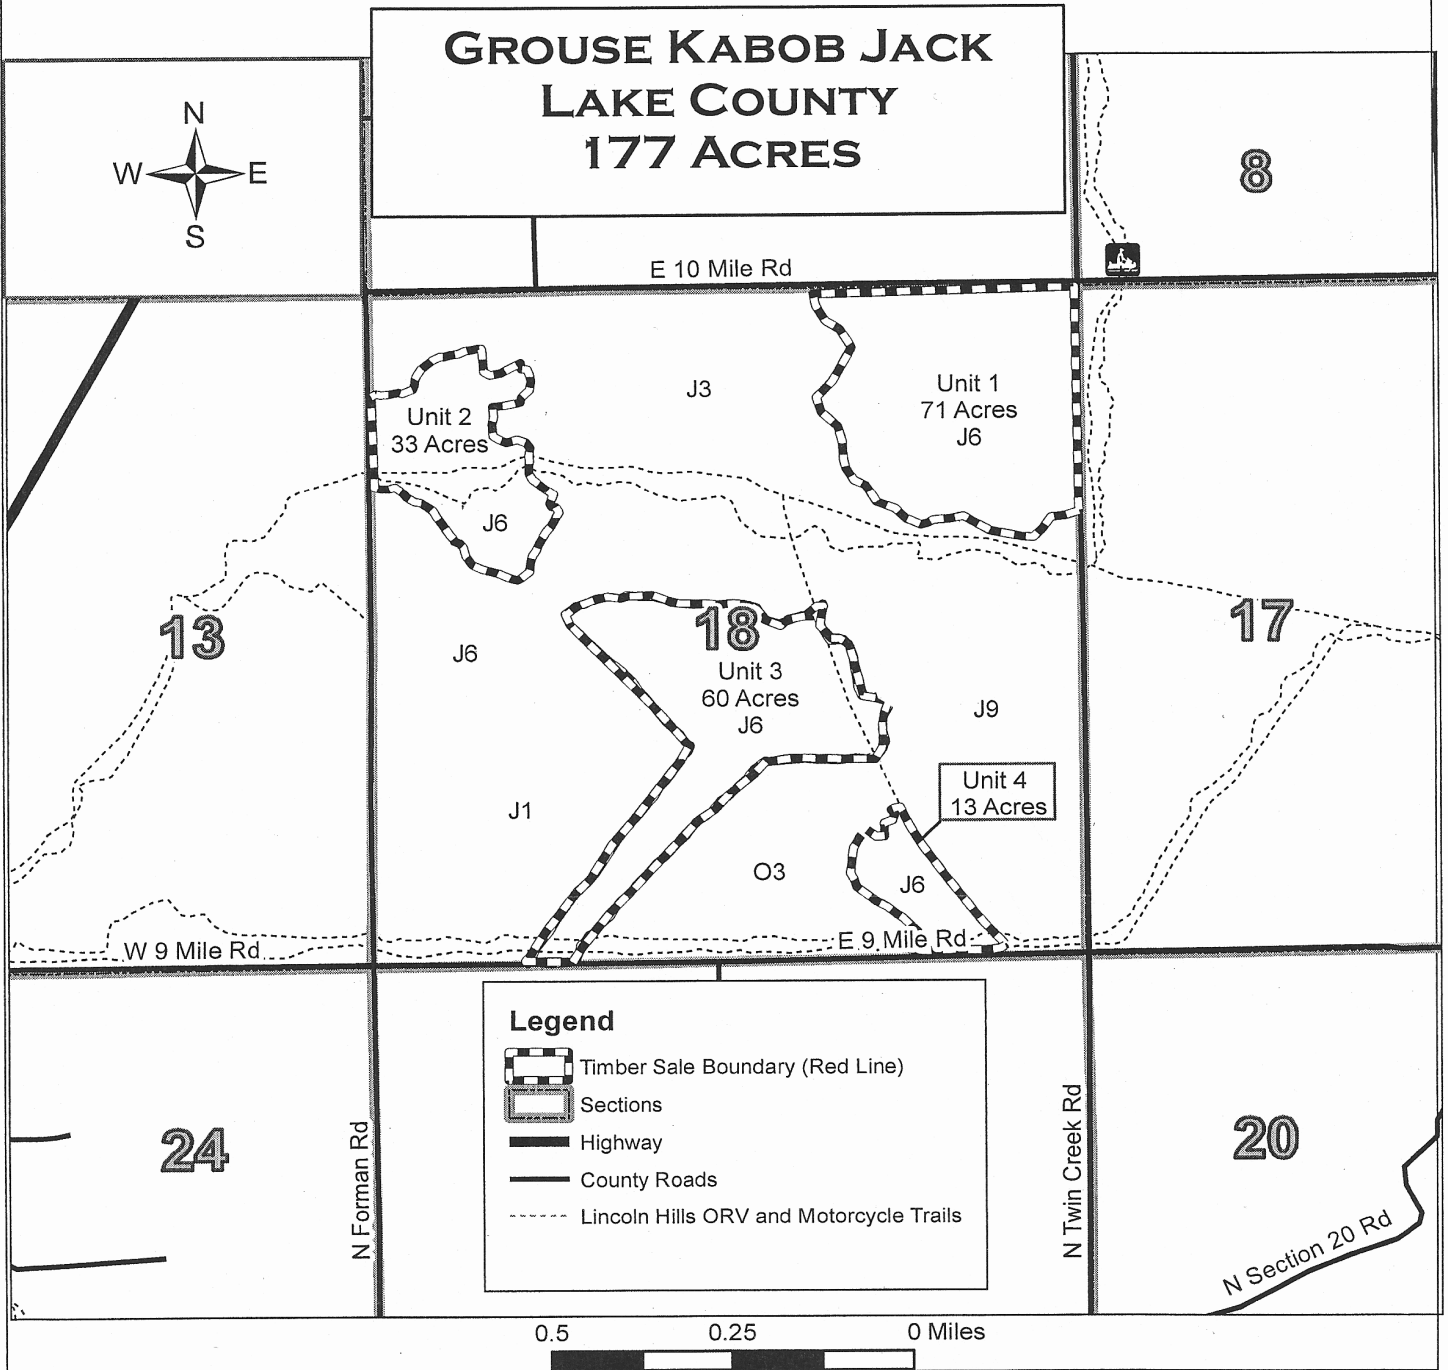 GROUSE KABOB JACK
LAKE COUNTY
177 ACRES
N
W E
S
8
E 10 Mile Rd
J3
Unit 1
71 Acres
J6
Unit 2
33 Acres
J6
13
18
17
J6
Unit 3
60 Acres
J6
J9
Unit 4
13 Acres
J1
O3
J6
W 9 Mile Rd
E 9 Mile Rd
Legend
Timber Sale Boundary (Red Line)
Sections
Highway
County Roads
Lincoln Hills ORV and Motorcycle Trails
24
N Forman Rd
N Twin Creek Rd
20
N Section 20 Rd
0.5 0.25 0 Miles